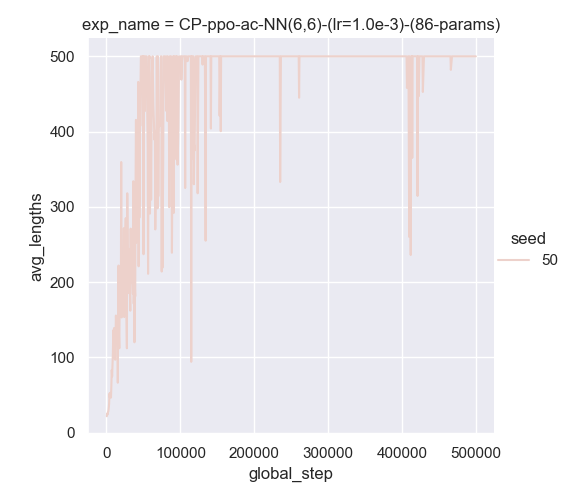 exp_name = CP-ppo-ac-NN(6,6)-(lr=1.0e-3)-(86-params)
500
400
300
200
100
0
avg_lengths
0 100000 200000 300000 400000 500000
global_step
seed
50